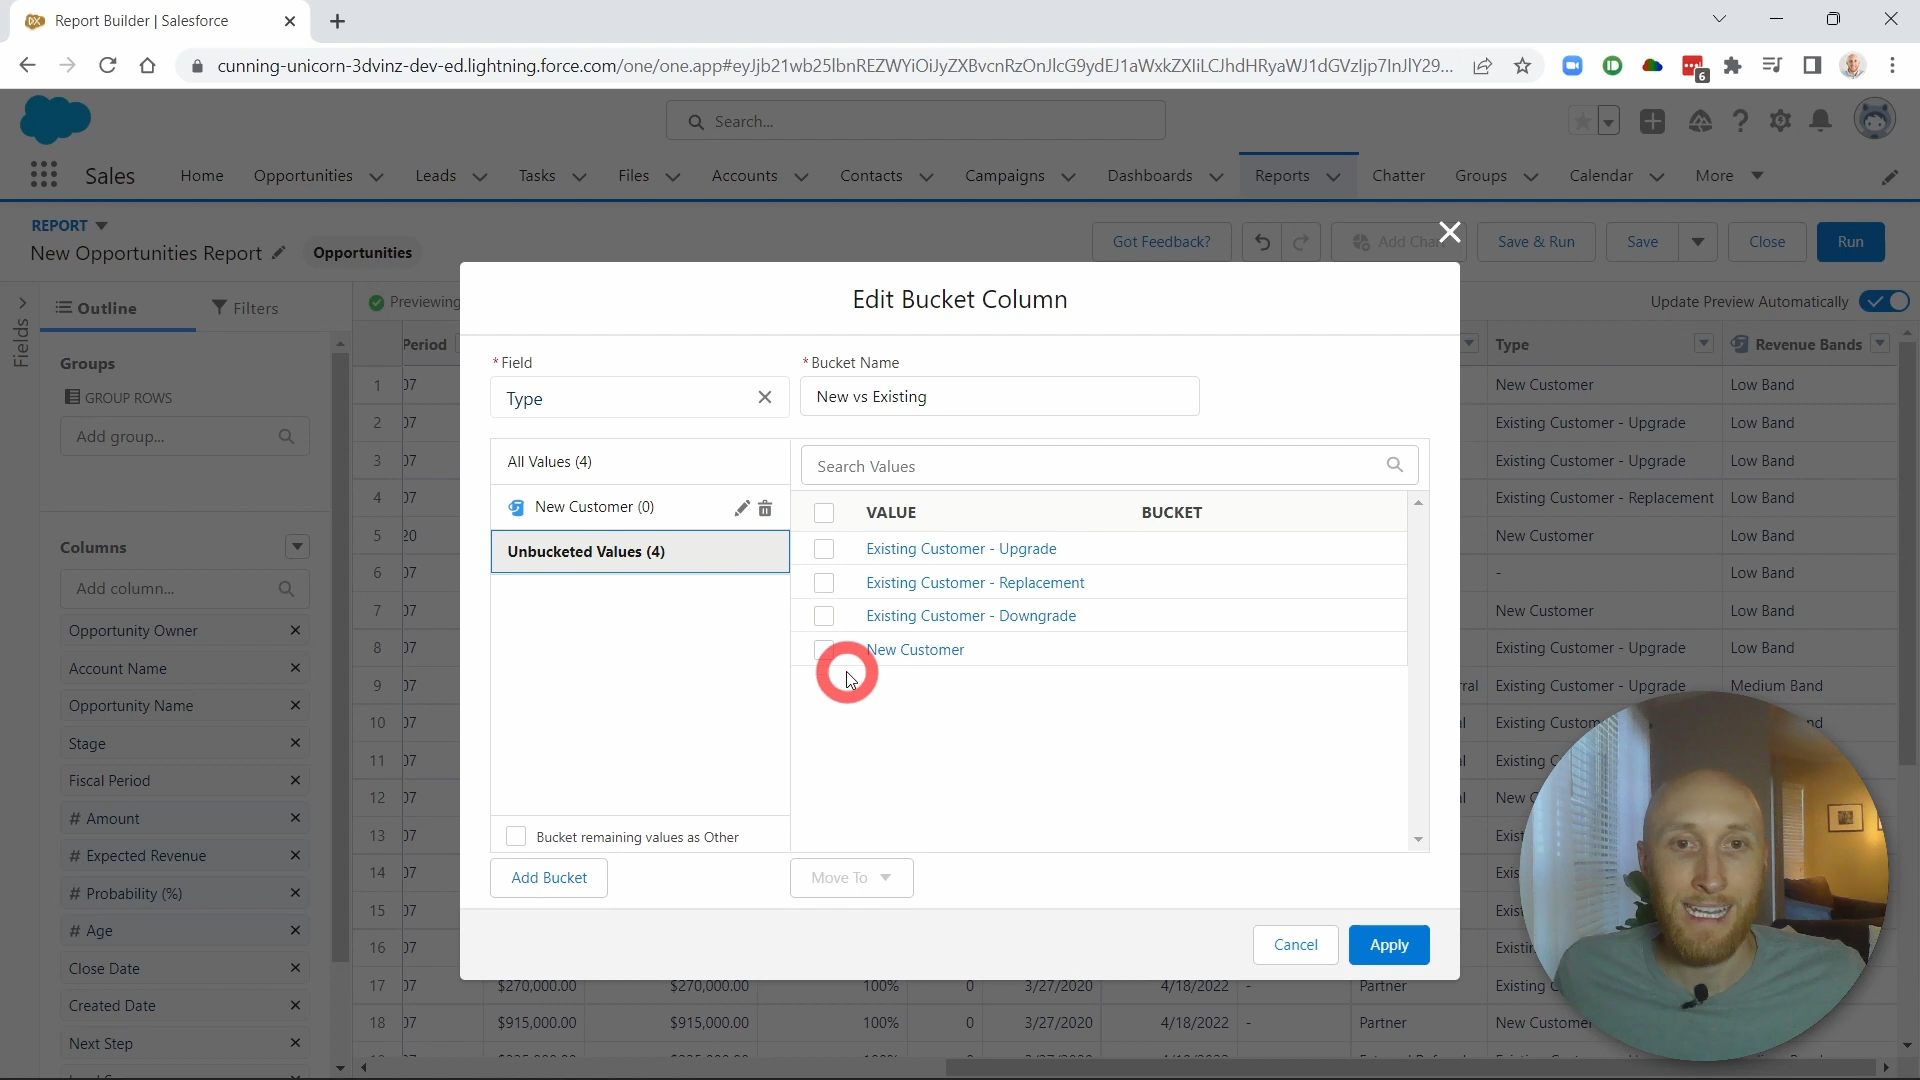 Report Builder | Salesforce
cunning-unicorn-3dvinz-dev-ed.lightning.force.com/one/one.app#eyJjb21wb25lbnREZWYiOiJyZXBvcnRzOnJlcG9ydEJ1aWxkZXIiLCJhdHRyaWJ1dGVzIjp7InJlY29...
6
Search...
Sales
Home
Opportunities
Leads
Tasks
Files
Accounts
Contacts
Campaigns
Dashboards
Reports
Chatter
Groups
Calendar
More
REPORT
New Opportunities Report
Opportunities
Got Feedback?
Save & Run
Save
Close
Run
Fields
Outline
Filters
Previewing
Update Preview Automatically
Groups
GROUP ROWS
Add group...
Columns
Add column...
Opportunity Owner
Account Name
Opportunity Name
Stage
Fiscal Period
# Amount
# Expected Revenue
# Probability (%)
# Age
Close Date
Created Date
Next Step
Edit Bucket Column
* Field
Type
* Bucket Name
New vs Existing
All Values (4)
New Customer (0)
Unbucketed Values (4)
Bucket remaining values as Other
Add Bucket
Search Values
VALUE BUCKET
Existing Customer - Upgrade
Existing Customer - Replacement
Existing Customer - Downgrade
New Customer
Move To
Cancel
Apply
Period Type Revenue Bands
1 07 New Customer Low Band
2 07 Existing Customer - Upgrade Low Band
3 07 Existing Customer - Upgrade Low Band
4 07 Existing Customer - Replacement Low Band
5 20 New Customer Low Band
6 07 - Low Band
7 07 New Customer Low Band
8 07 Existing Customer - Upgrade Low Band
9 07 Existing Customer - Upgrade Medium Band
10 07
11 07
12 07
13 07
14 07
15 07
16 07
17 07 $270,000.00 $270,000.00 100% 0 3/27/2020 4/18/2022 - Partner Existing
18 07 $915,000.00 $915,000.00 100% 0 3/27/2020 4/18/2022 - Partner New Customer